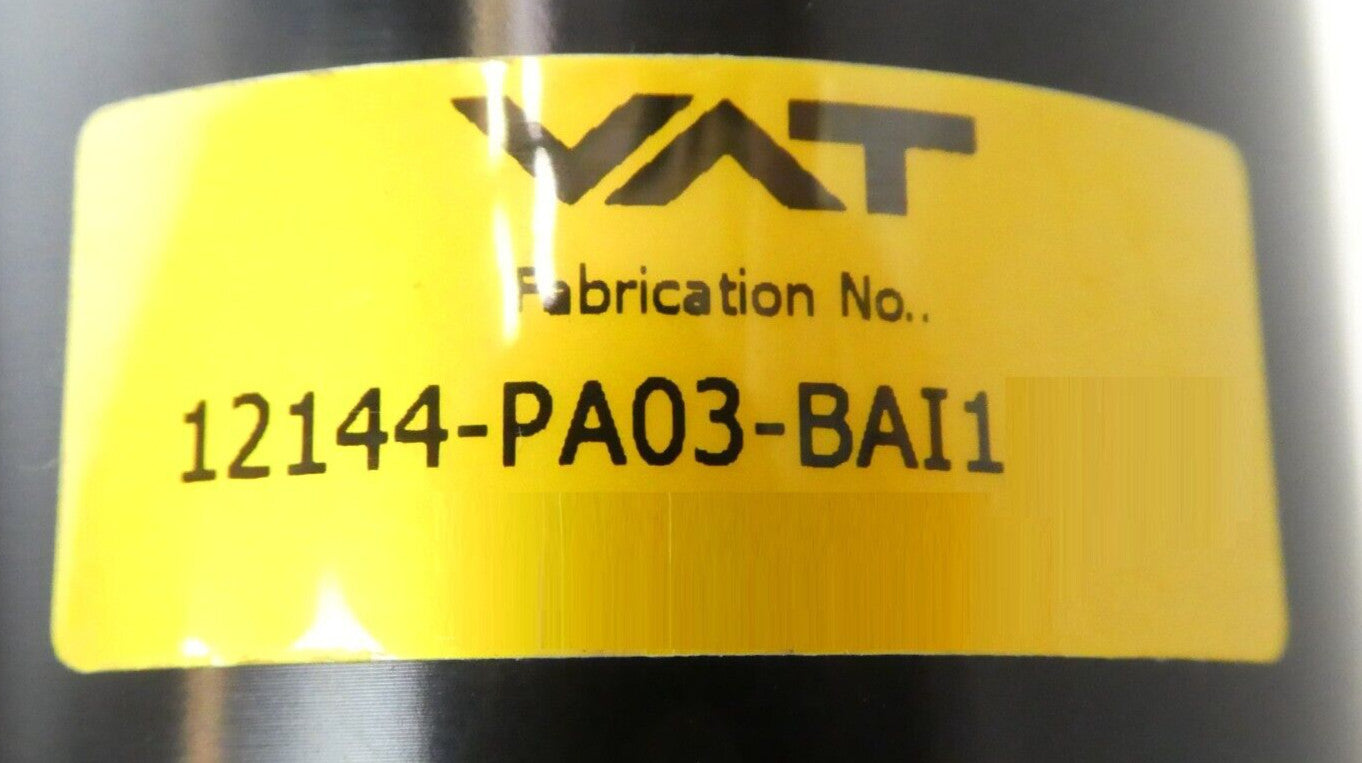 VAT
Fabrication No..
12144-PA03-BAI1